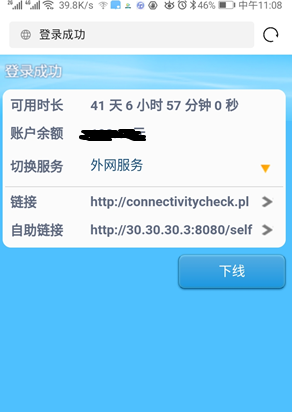 39.8K/s 46% 中午11:08
登录成功
登录成功
可用时长 41 天 6 小时 57 分钟 0 秒
账户余额
切换服务 外网服务
链接 http://connectivitycheck.pl
自助链接 http://30.30.30.3:8080/self
下线